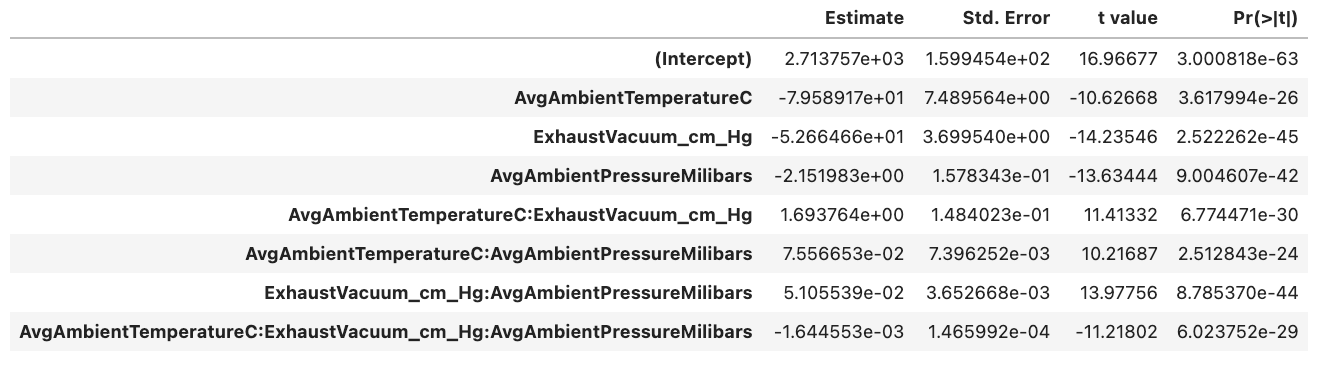 Estimate Std. Error t value Pr(>|t|)
(Intercept) 2.713757e+03 1.599454e+02 16.96677 3.000818e-63
AvgAmbientTemperatureC -7.958917e+01 7.489564e+00 -10.62668 3.617994e-26
ExhaustVacuum_cm_Hg -5.266466e+01 3.699540e+00 -14.23546 2.522262e-45
AvgAmbientPressureMilibars -2.151983e+00 1.578343e-01 -13.63444 9.004607e-42
AvgAmbientTemperatureC:ExhaustVacuum_cm_Hg 1.693764e+00 1.484023e-01 11.41332 6.774471e-30
AvgAmbientTemperatureC:AvgAmbientPressureMilibars 7.556653e-02 7.396252e-03 10.21687 2.512843e-24
ExhaustVacuum_cm_Hg:AvgAmbientPressureMilibars 5.105539e-02 3.652668e-03 13.97756 8.785370e-44
AvgAmbientTemperatureC:ExhaustVacuum_cm_Hg:AvgAmbientPressureMilibars -1.644553e-03 1.465992e-04 -11.21802 6.023752e-29